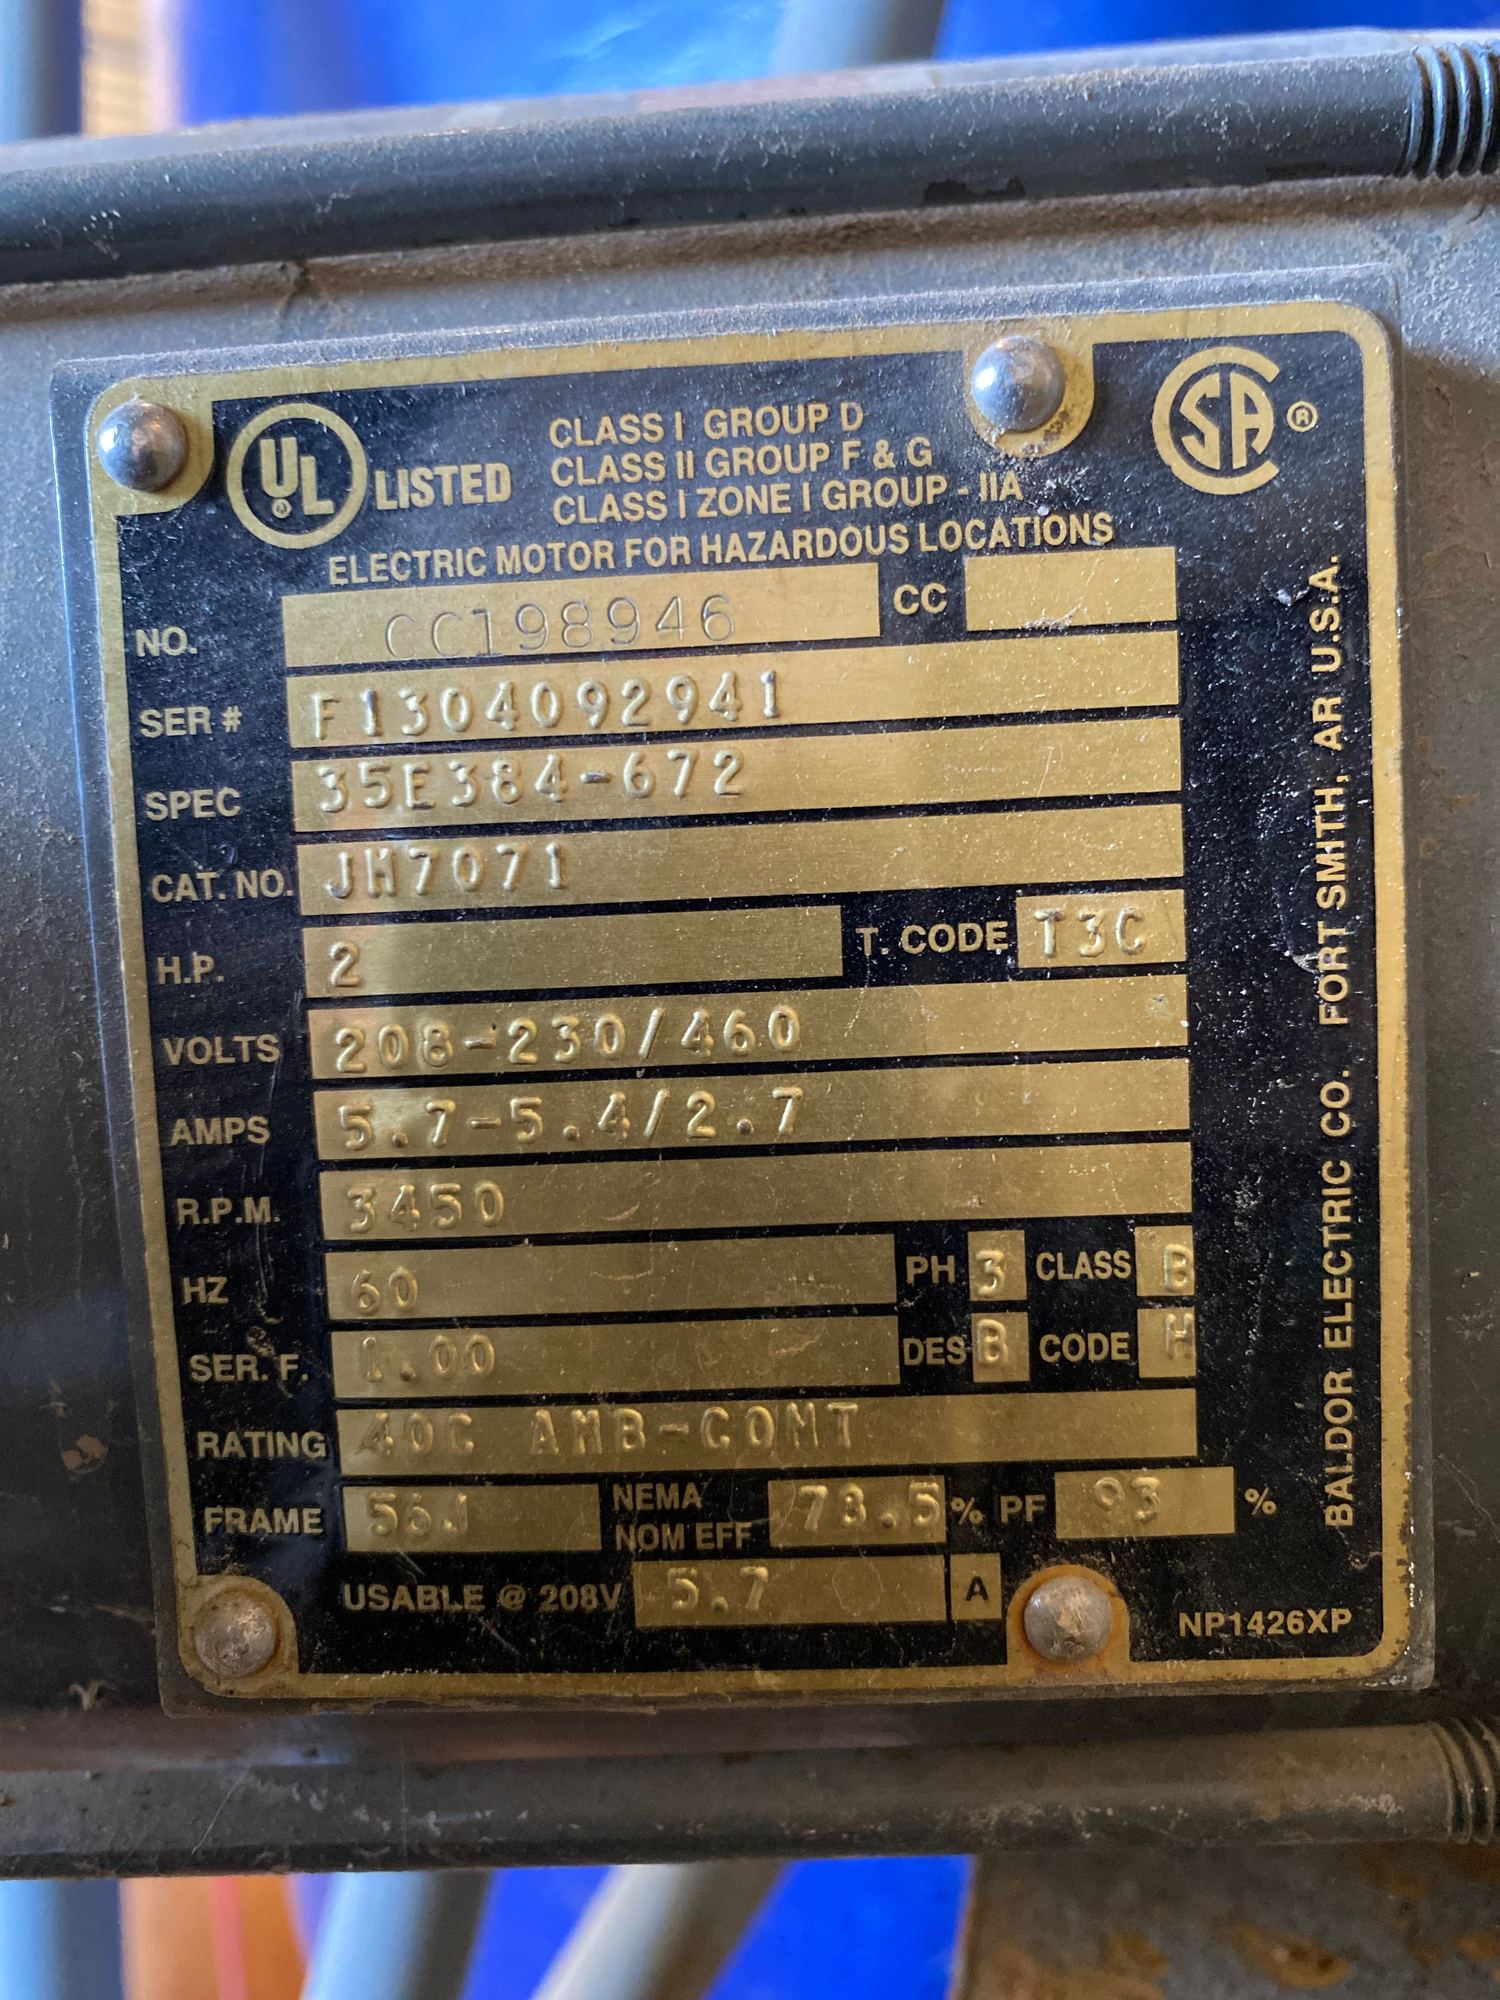 UL LISTED
CLASS I GROUP D
CLASS II GROUP F & G
CLASS I ZONE I GROUP - IIA
SA ®
ELECTRIC MOTOR FOR HAZARDOUS LOCATIONS
NO. CC198946 CC
SER # F1304092941
SPEC 35E384-672
CAT. NO. JM7071
H.P. 2 T. CODE T3C
VOLTS 208-230/460
AMPS 5.7-5.4/2.7
R.P.M. 3450
HZ 60 PH 3 CLASS B
SER. F. 1.00 DES B CODE H
RATING 40C AMB-CONT
FRAME 56J NEMA NOM EFF 78.5 % PF 93 %
USABLE @ 208V 5.7 A
NP1426XP
BALDOR ELECTRIC CO. FORT SMITH, AR U.S.A.